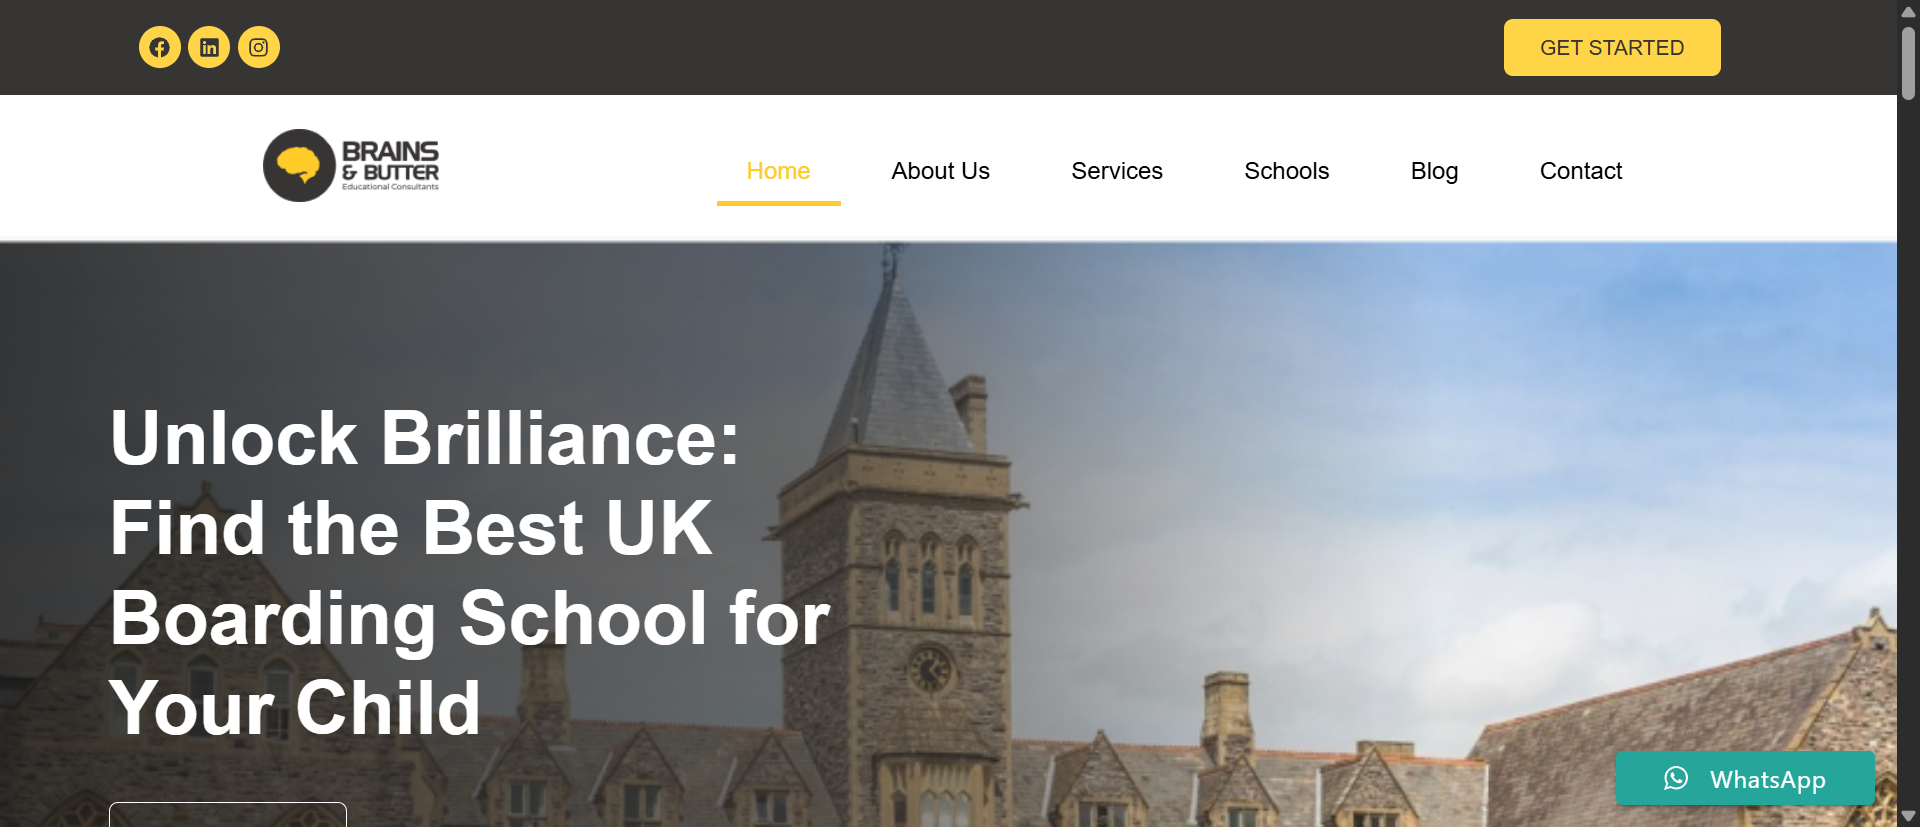 GET STARTED
BRAINS
& BUTTER
Educational Consultants
Home
About Us
Services
Schools
Blog
Contact
Unlock Brilliance:
Find the Best UK
Boarding School for
Your Child
WhatsApp